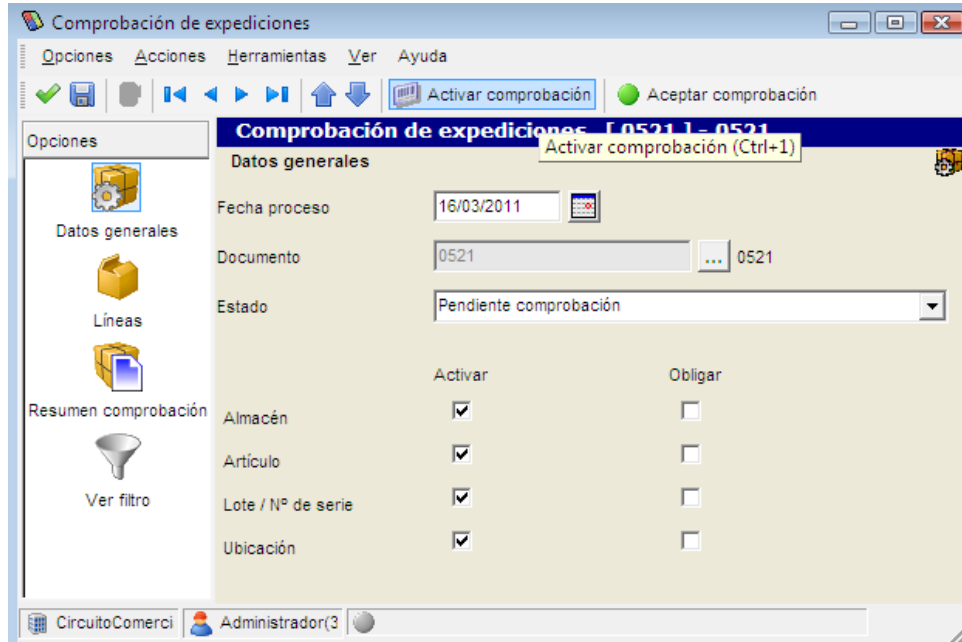 Comprobación de expediciones
Opciones Acciones Herramientas Ver Ayuda
Activar comprobación Aceptar comprobación
Opciones
Comprobación de expediciones [ 0521 ] - 0521
Activar comprobación (Ctrl+1)
Datos generales
Datos generales
Líneas
Resumen comprobación
Ver filtro
Fecha proceso 16/03/2011
Documento 0521 ... 0521
Estado Pendiente comprobación
Activar Obligar
Almacén
Artículo
Lote / Nº de serie
Ubicación
CircuitoComerci Administrador(3